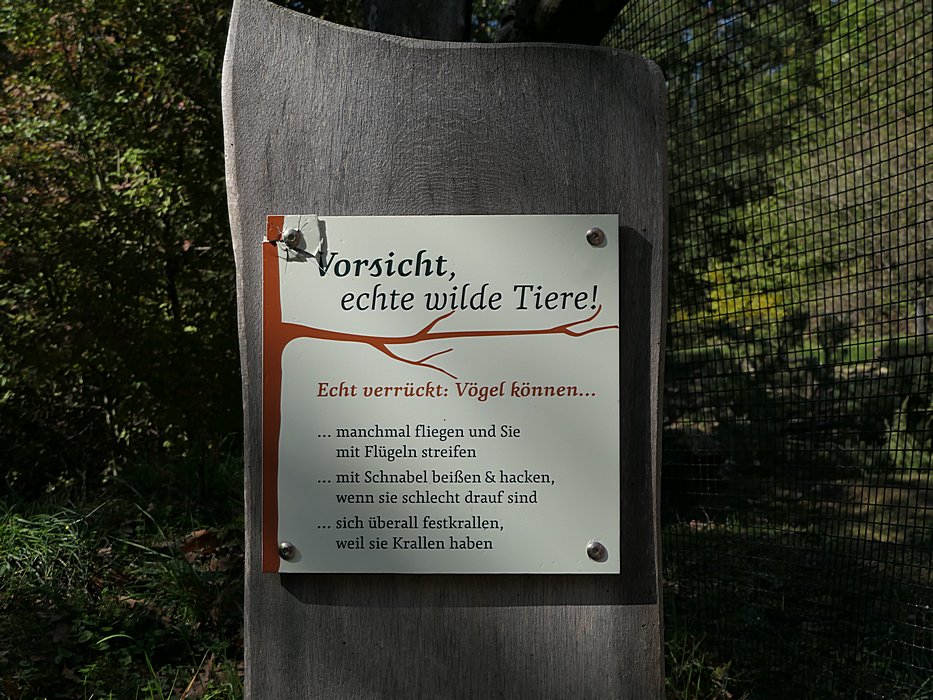 Vorsicht,
echte wilde Tiere!
Echt verrückt: Vögel können...
... manchmal fliegen und Sie
mit Flügeln streifen
... mit Schnabel beißen & hacken,
wenn sie schlecht drauf sind
... sich überall festkrallen,
weil sie Krallen haben